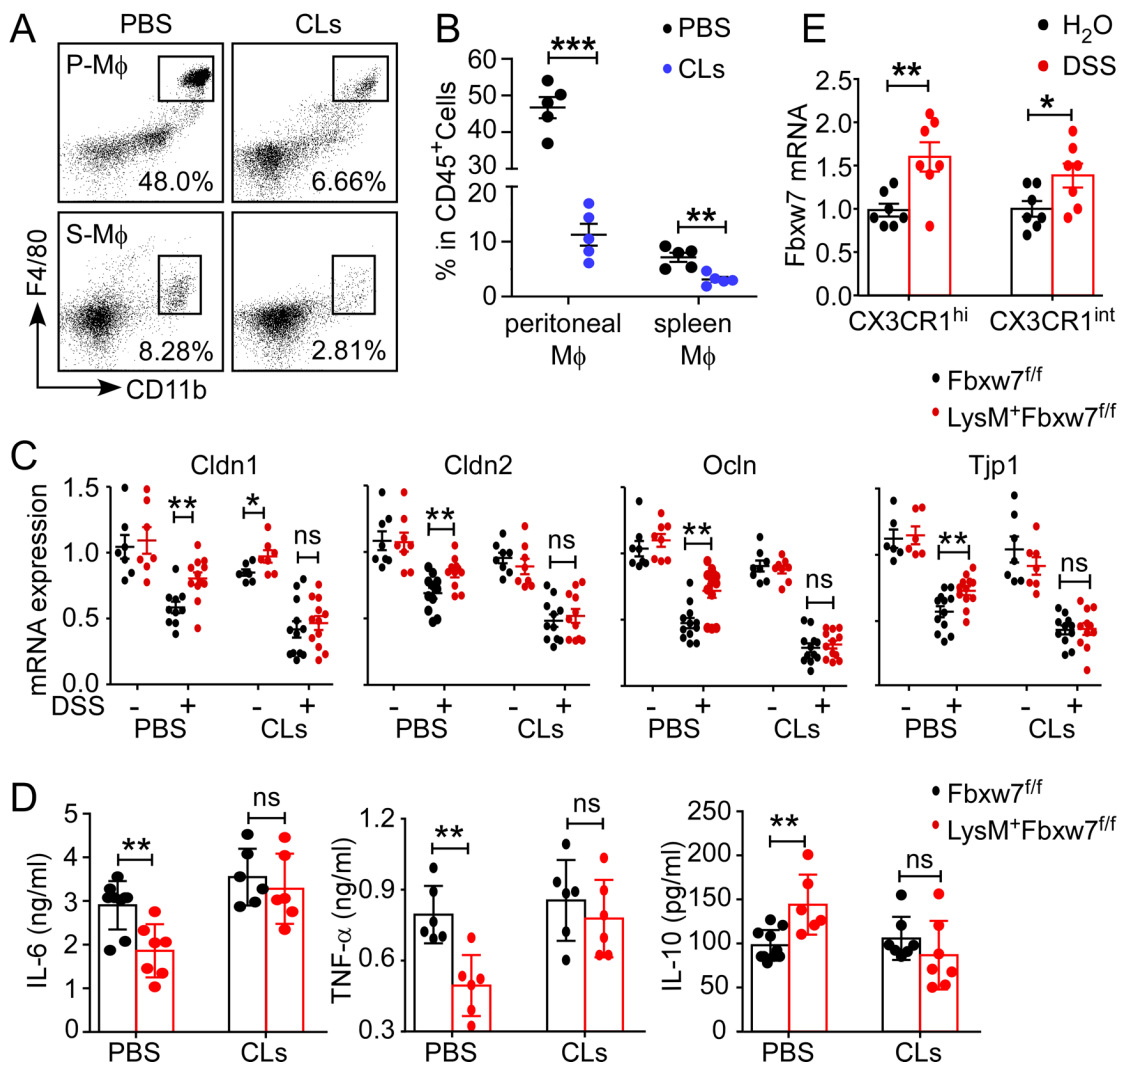 A
PBS
CLs
P-Mϕ
48.0%
6.66%
S-Mϕ
8.28%
2.81%
F4/80
CD11b
B
PBS
CLs
% in CD45+Cells
60
50
40
30
20
10
0
***
**
peritoneal
Mϕ
spleen
Mϕ
E
H2O
DSS
Fbxw7 mRNA
2.5
2.0
1.5
1.0
0.5
0.0
**
*
CX3CR1hi
CX3CR1int
Fbxw7f/f
LysM+Fbxw7f/f
C
mRNA expression
Cldn1
Cldn2
Ocln
Tjp1
1.5
1.0
0.5
0.0
** * ns
** ns
** ns
** ns
DSS - + - + - + - + - + - + - + - +
PBS CLs PBS CLs PBS CLs PBS CLs
D
Fbxw7f/f
LysM+Fbxw7f/f
IL-6 (ng/ml)
5
4
3
2
1
0
**
ns
PBS
CLs
TNF-α (ng/ml)
1.2
0.9
0.6
0.3
**
ns
PBS
CLs
IL-10 (pg/ml)
250
200
150
100
50
0
**
ns
PBS
CLs